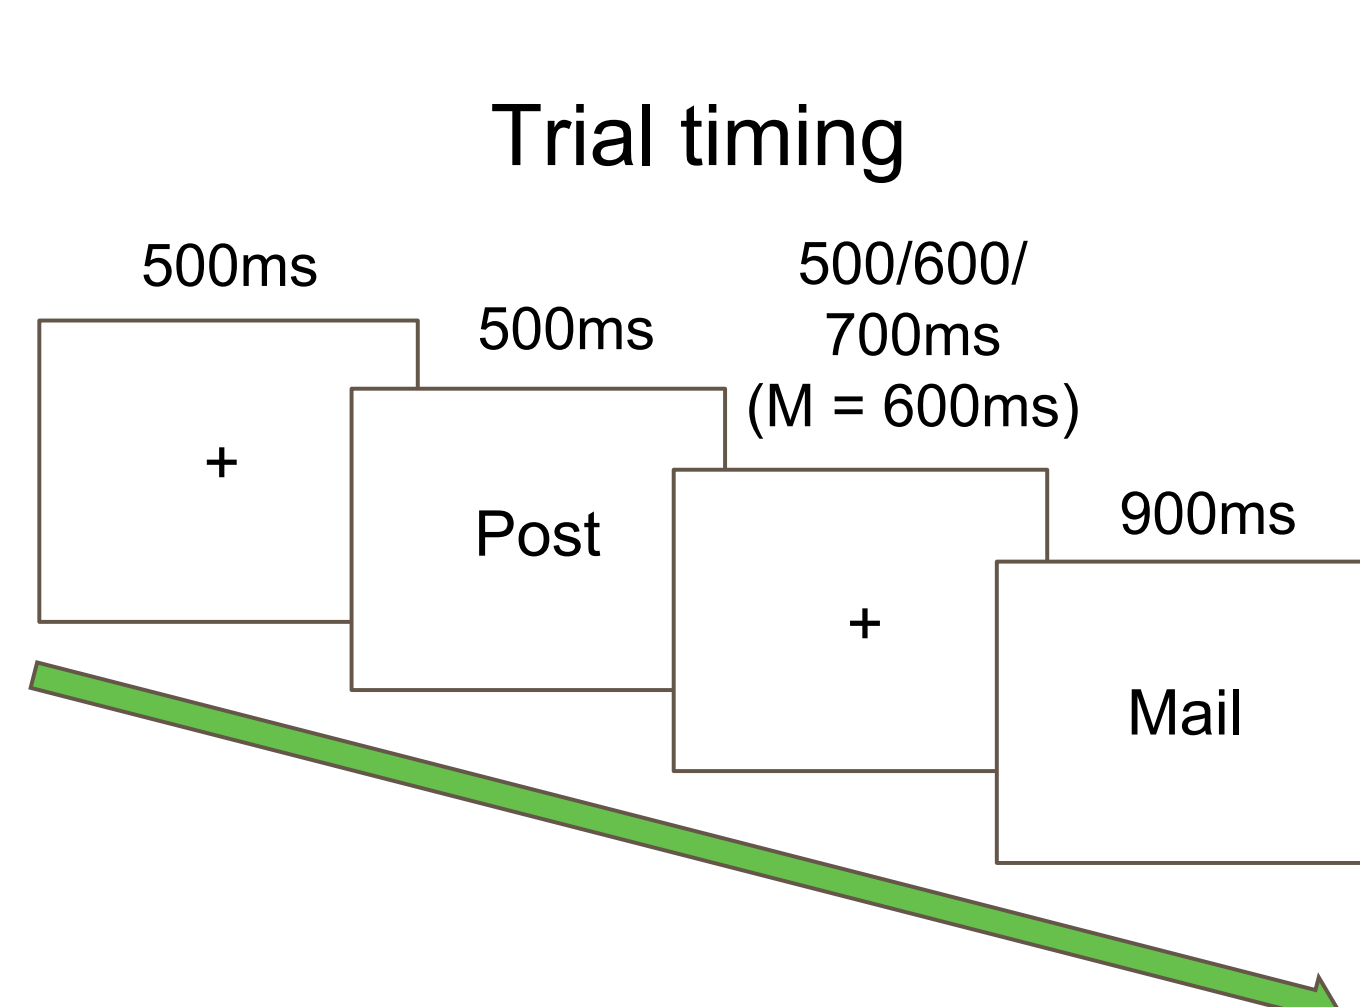 Trial timing
500ms
+
500ms
Post
500/600/
700ms
(M = 600ms)
+
900ms
Mail